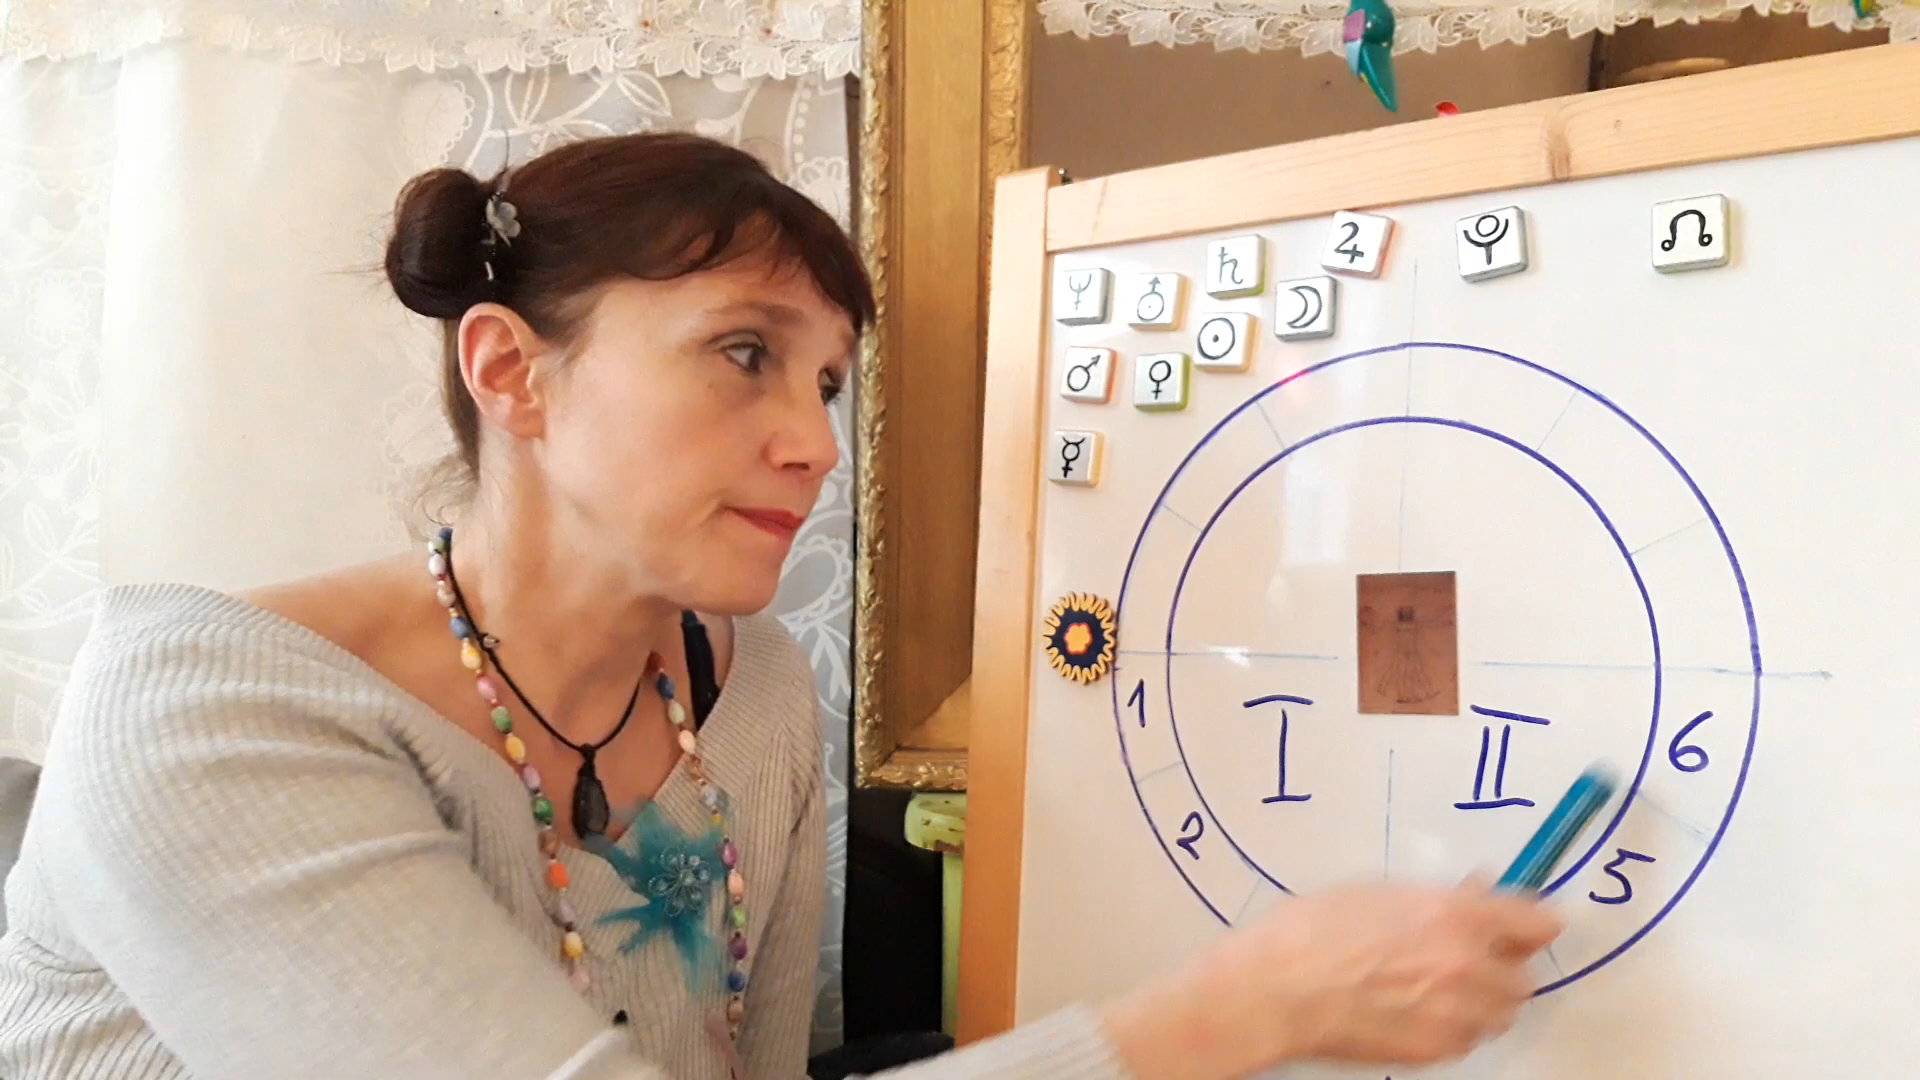 ♄ ♃ ♇ ☊
♆ ⛢ ☉ ☽
♂ ♀
☿
1 I II 6
2 5